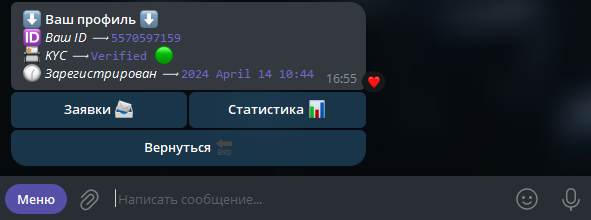 ⬇️ Ваш профиль ⬇️
🆔 Ваш ID ⟶ 5570597159
KYC ⟶ Verified 🟢
🕔 Зарегистрирован ⟶ 2024 April 14 10:44
16:55
Заявки 📨 Статистика 📊
Вернуться 🔚
Меню Написать сообщение...